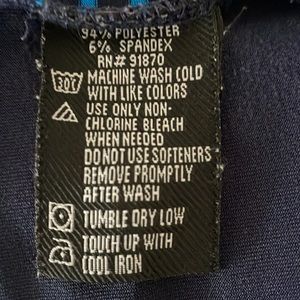 94% POLYESTER
6% SPANDEX
RN# 91870
MACHINE WASH COLD
WITH LIKE COLORS
USE ONLY NON-
CHLORINE BLEACH
WHEN NEEDED
DO NOT USE SOFTENERS
REMOVE PROMPTLY
AFTER WASH
TUMBLE DRY LOW
TOUCH UP WITH
COOL IRON